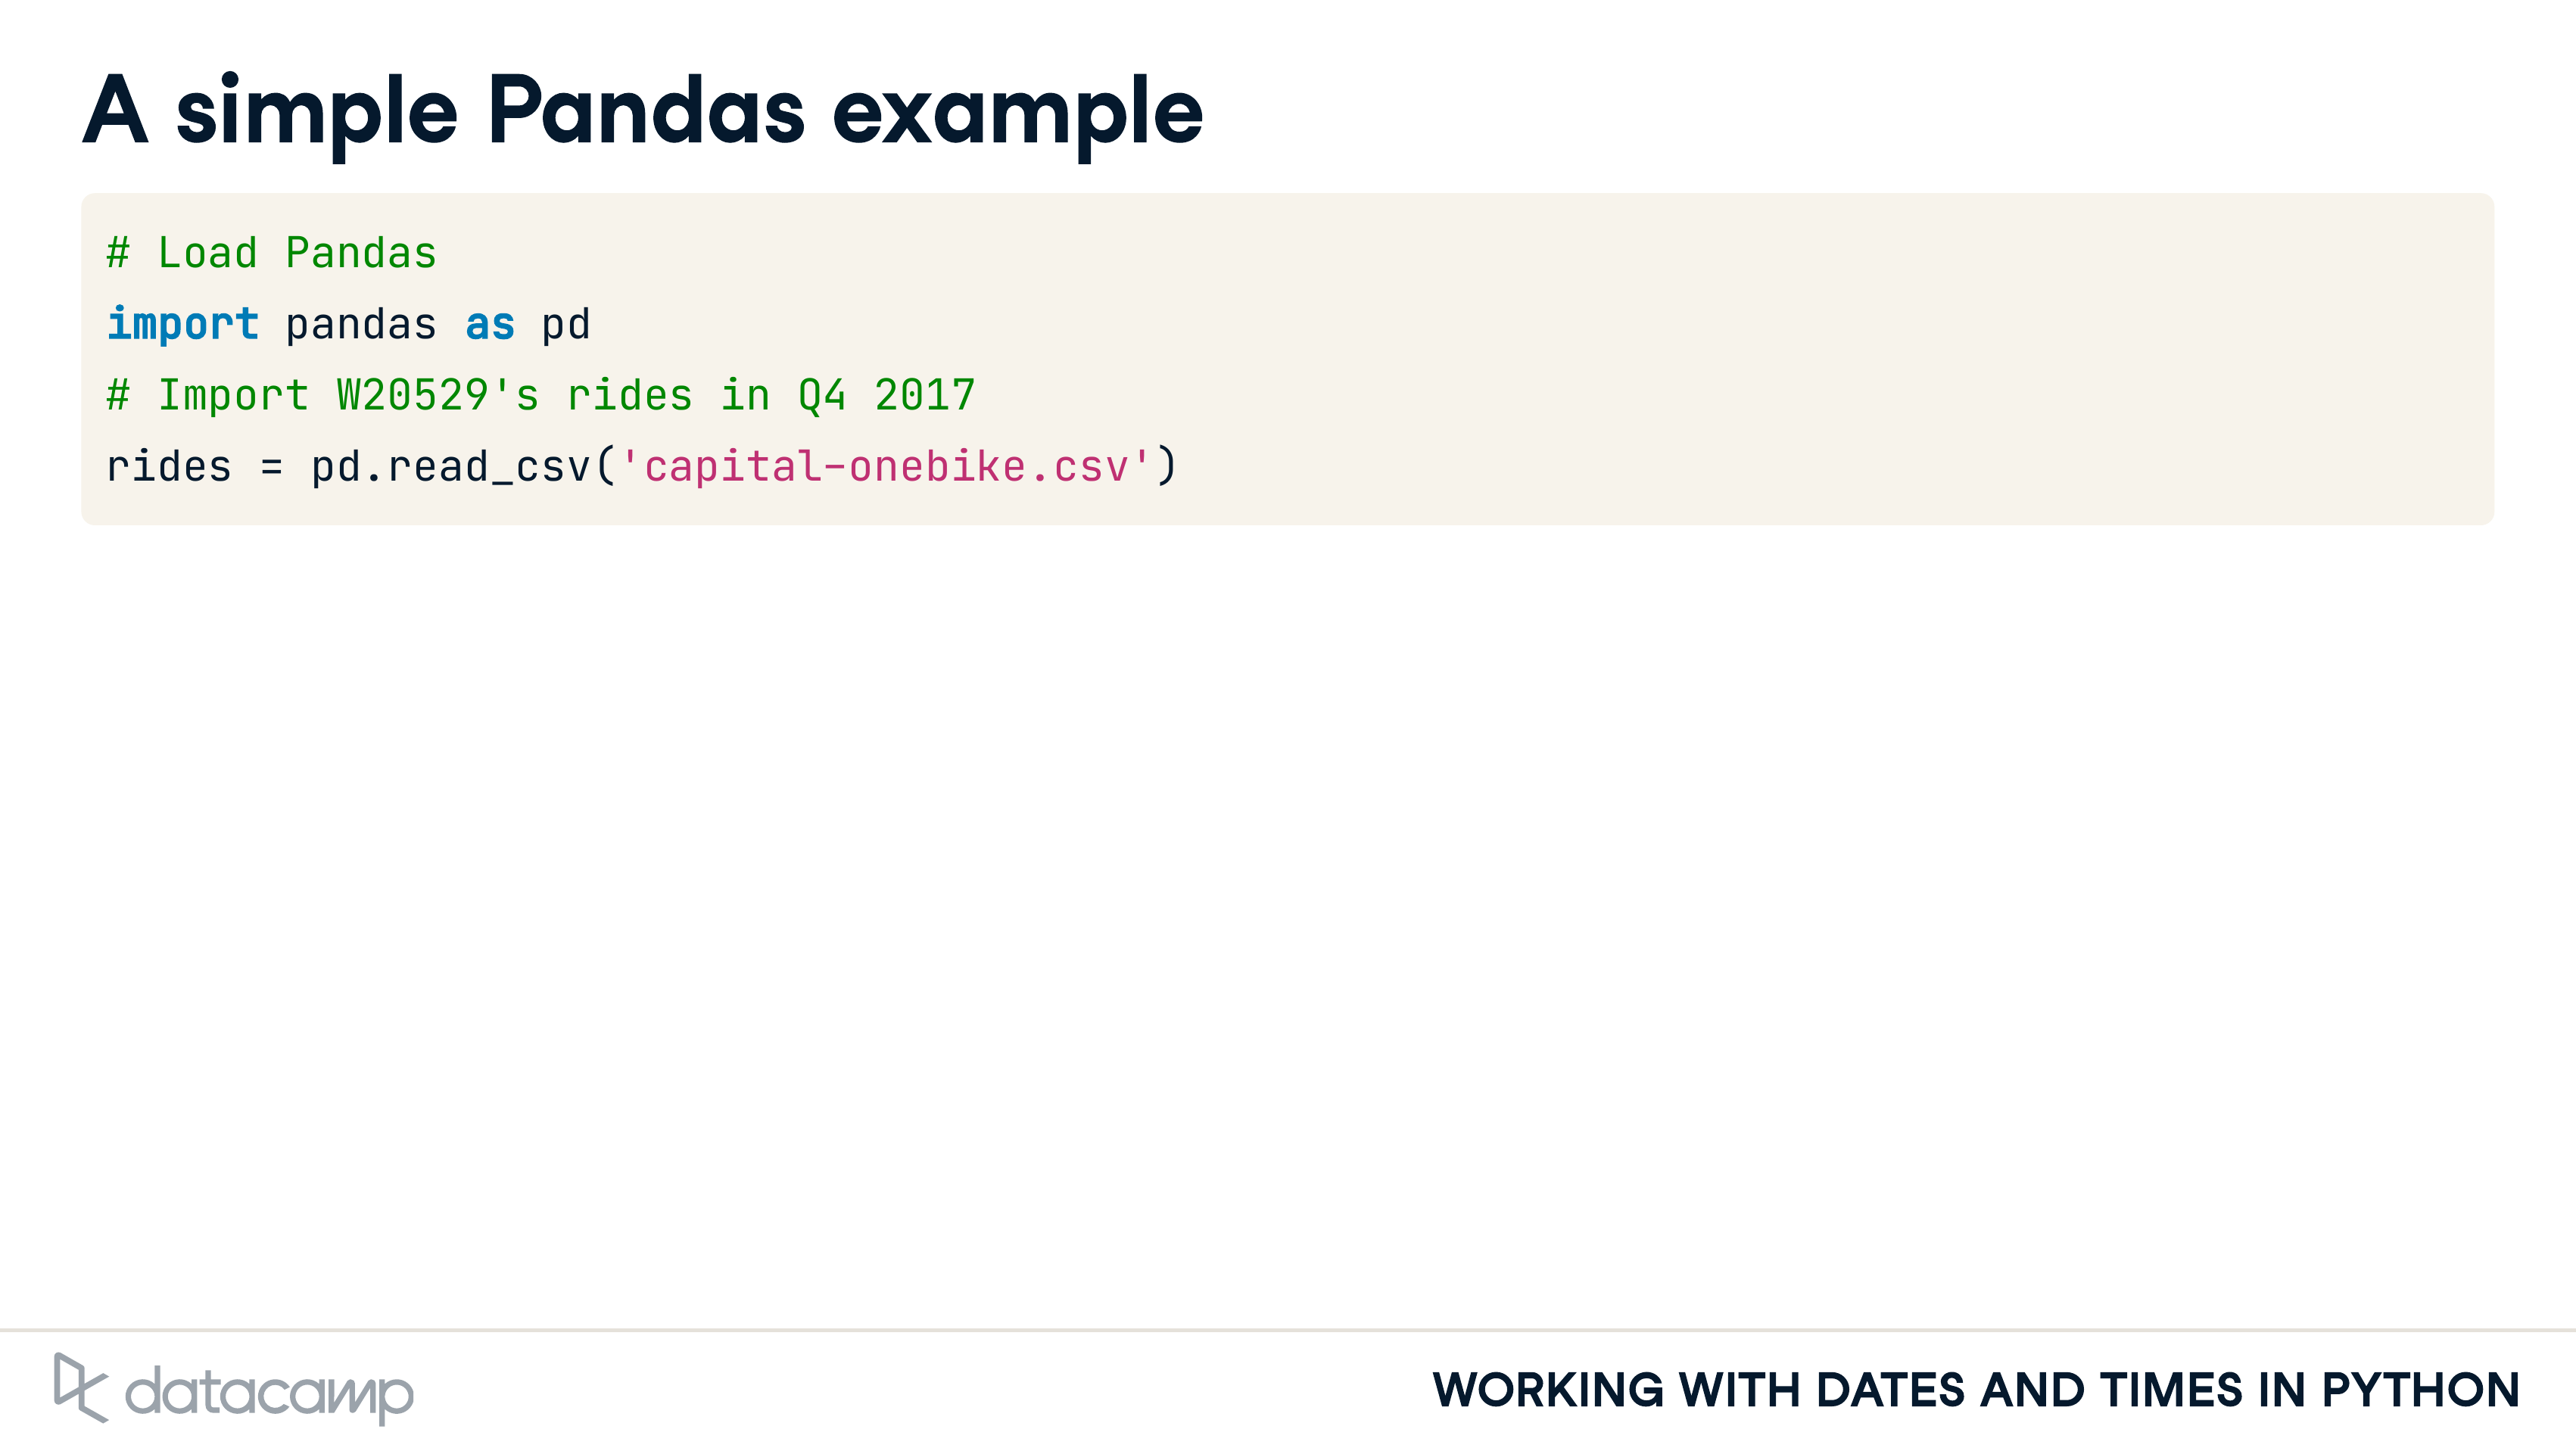 A simple Pandas example
# Load Pandas
import pandas as pd
# Import W20529's rides in Q4 2017
rides = pd.read_csv('capital-onebike.csv')
datacamp
WORKING WITH DATES AND TIMES IN PYTHON